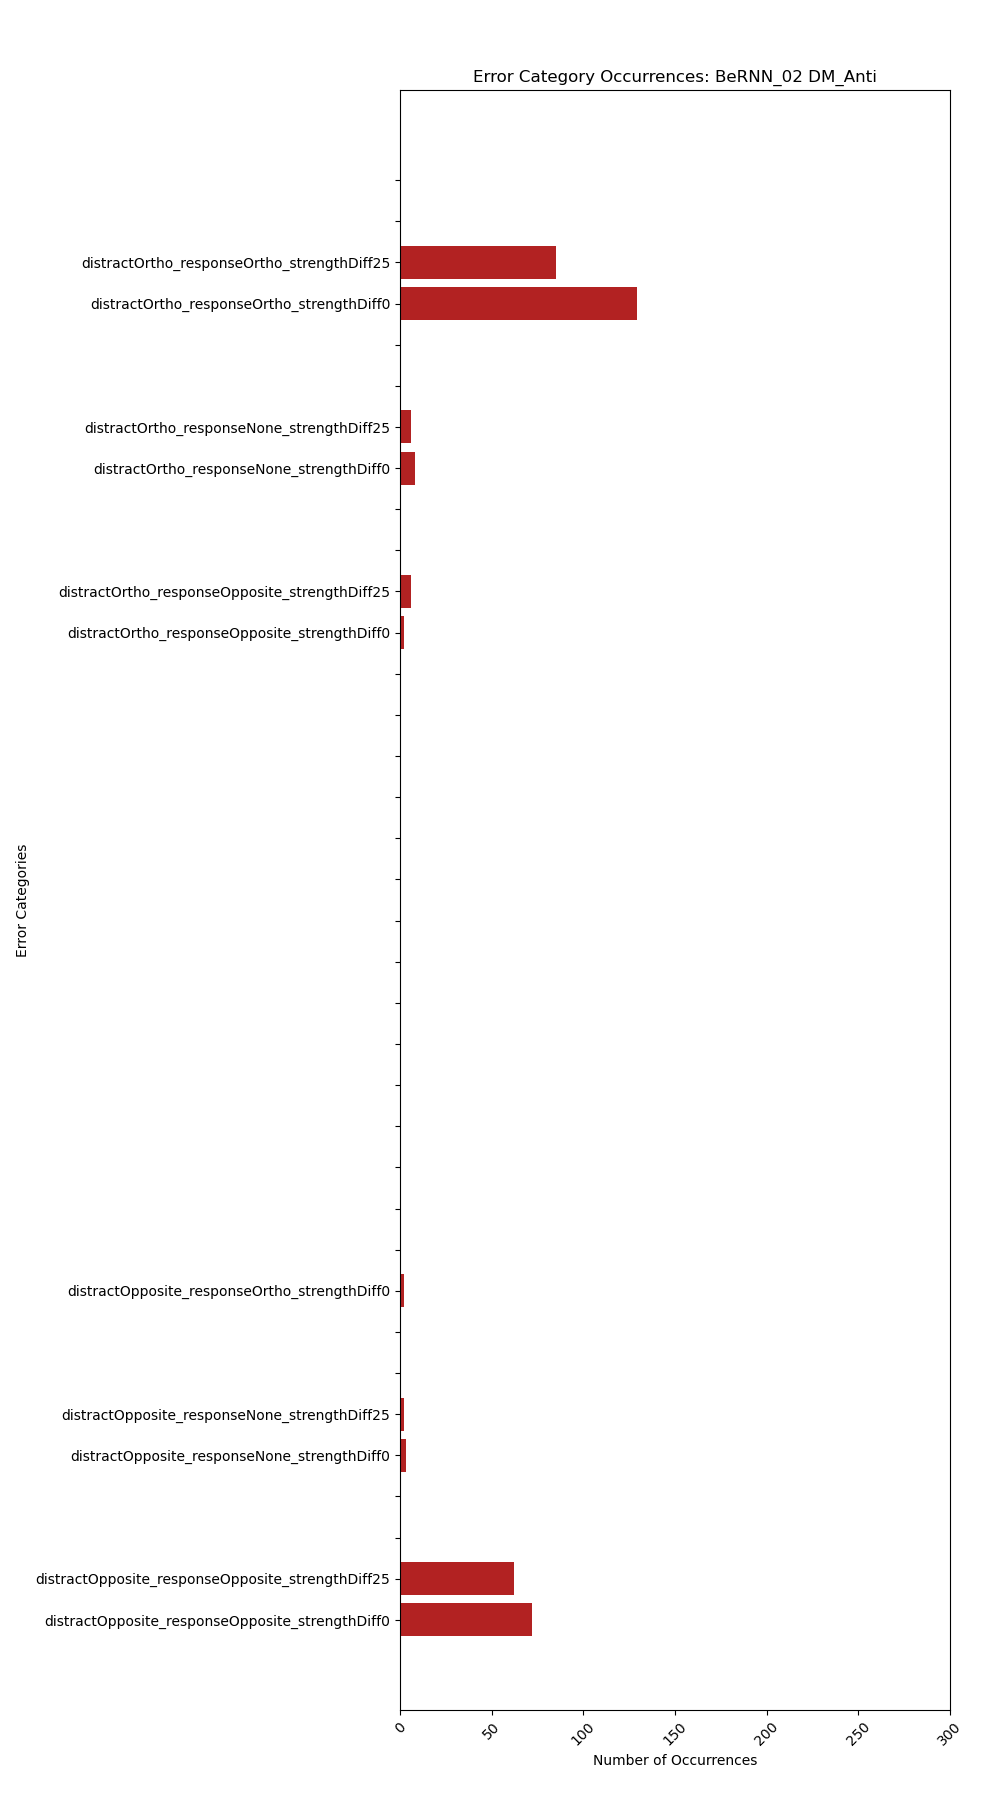 Error Category Occurrences: BeRNN_02 DM_Anti
distractOrtho_responseOrtho_strengthDiff25
distractOrtho_responseOrtho_strengthDiff0
distractOrtho_responseNone_strengthDiff25
distractOrtho_responseNone_strengthDiff0
distractOrtho_responseOpposite_strengthDiff25
distractOrtho_responseOpposite_strengthDiff0
Error Categories
distractOpposite_responseOrtho_strengthDiff0
distractOpposite_responseNone_strengthDiff25
distractOpposite_responseNone_strengthDiff0
distractOpposite_responseOpposite_strengthDiff25
distractOpposite_responseOpposite_strengthDiff0
0 50 100 150 200 250 300
Number of Occurrences